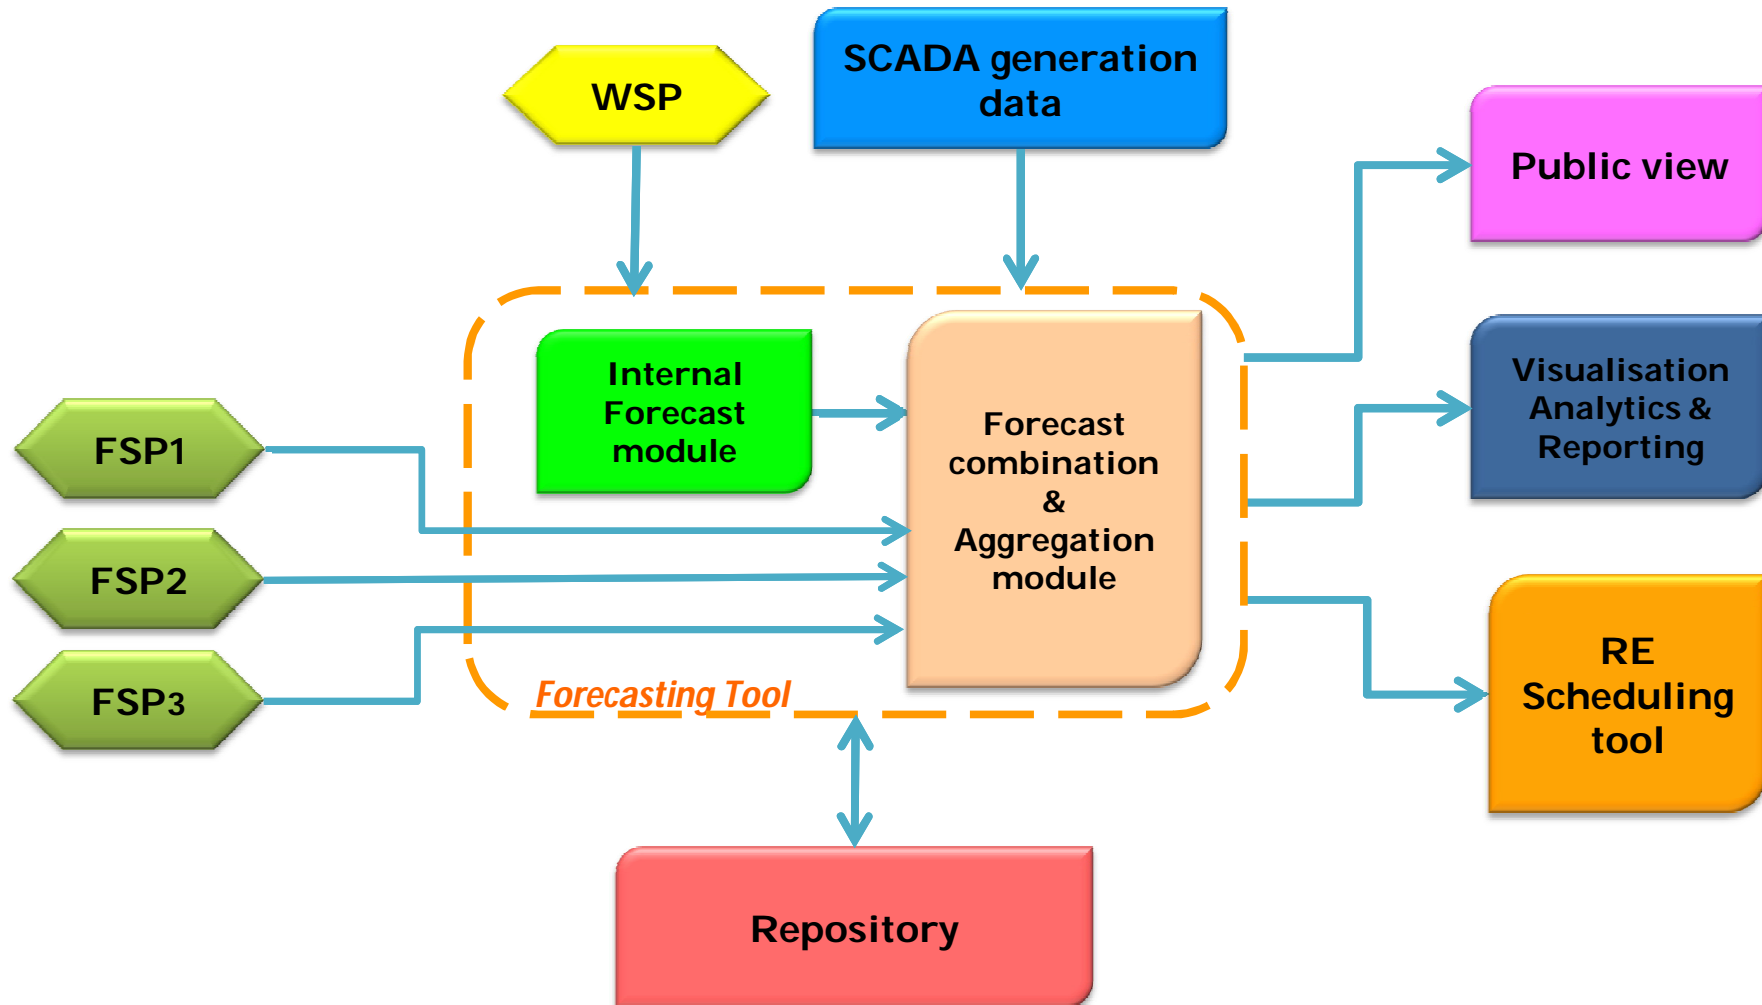 WSP
SCADA generation
data
Public view
Internal
Forecast
module
Forecast
combination
&
Aggregation
module
Visualisation
Analytics &
Reporting
FSP1
FSP2
FSP3
Forecasting Tool
RE
Scheduling
tool
Repository